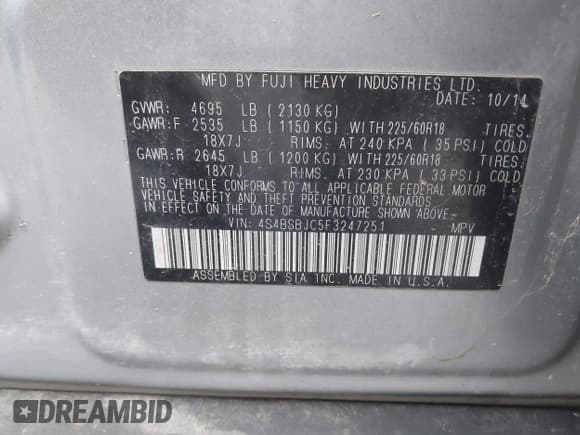 MFD BY FUJI HEAVY INDUSTRIES LTD.
DATE: 10/14
GVWR: 4695 LB (2130 KG)
GAWR:F 2535 LB (1150 KG) WITH 225/60R18 TIRES.
18X7J RIMS. AT 240 KPA (35 PSI) COLD
GAWR:R 2645 LB (1200 KG) WITH 225/60R18 TIRES.
18X7J RIMS. AT 230 KPA (33 PSI) COLD
THIS VEHICLE CONFORMS TO ALL APPLICABLE FEDERAL MOTOR
VEHICLE SAFETY AND THEFT PREVENTION STANDARDS
IN EFFECT ON THE DATE OF MANUFACTURE SHOWN ABOVE.
VIN: 4S4BSBJC5F3247251 MPV
ASSEMBLED BY SIA INC. MADE IN U.S.A.
DREAMBID